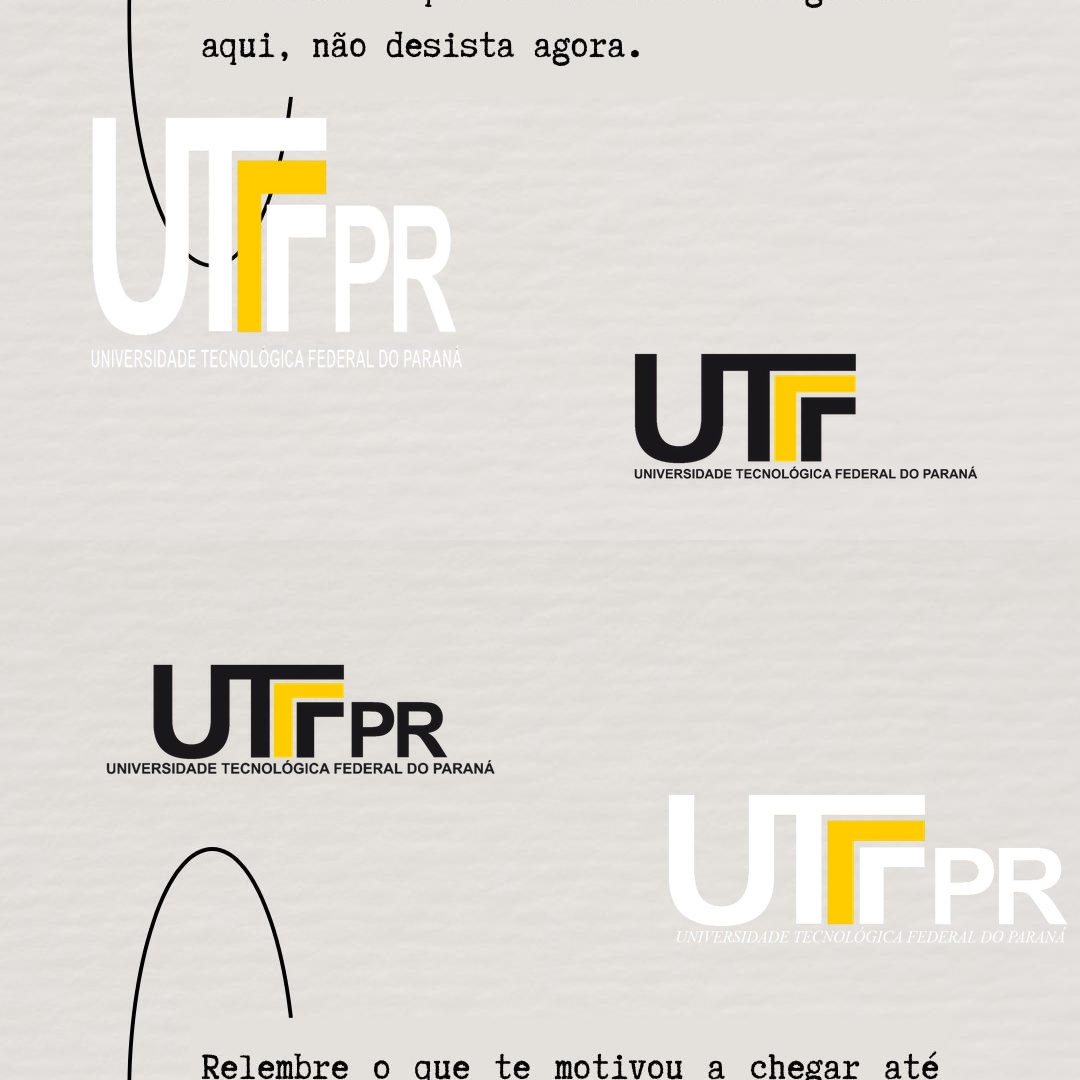 aqui, não desista agora.
UTFPR
UNIVERSIDADE TECNOLÓGICA FEDERAL DO PARANÁ
UTF
UNIVERSIDADE TECNOLÓGICA FEDERAL DO PARANÁ
UTFPR
UNIVERSIDADE TECNOLÓGICA FEDERAL DO PARANÁ
UTFPR
UNIVERSIDADE TECNOLÓGICA FEDERAL DO PARANÁ
Relembre o que te motivou a chegar até